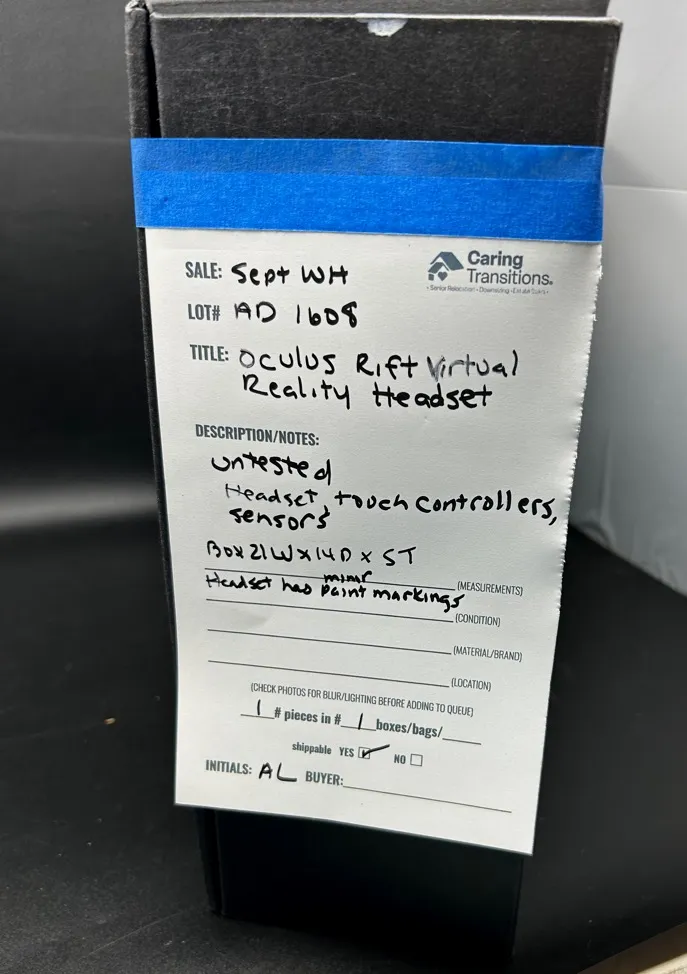 Caring
Transitions.
SALE: Sept WH
LOT# AD 1608
TITLE: Oculus Rift Virtual
Reality Headset
DESCRIPTION/NOTES:
untested
Headset, touch controllers,
sensors
Box 21W x 14D x 5T
(MEASUREMENTS)
minor
Headset has paint markings
(CONDITION)
(MATERIAL/BRAND)
(LOCATION)
(CHECK PHOTOS FOR BLUR/LIGHTING BEFORE ADDING TO QUEUE)
1 # pieces in # 1 boxes/bags/
shippable YES NO
INITIALS: AL BUYER: